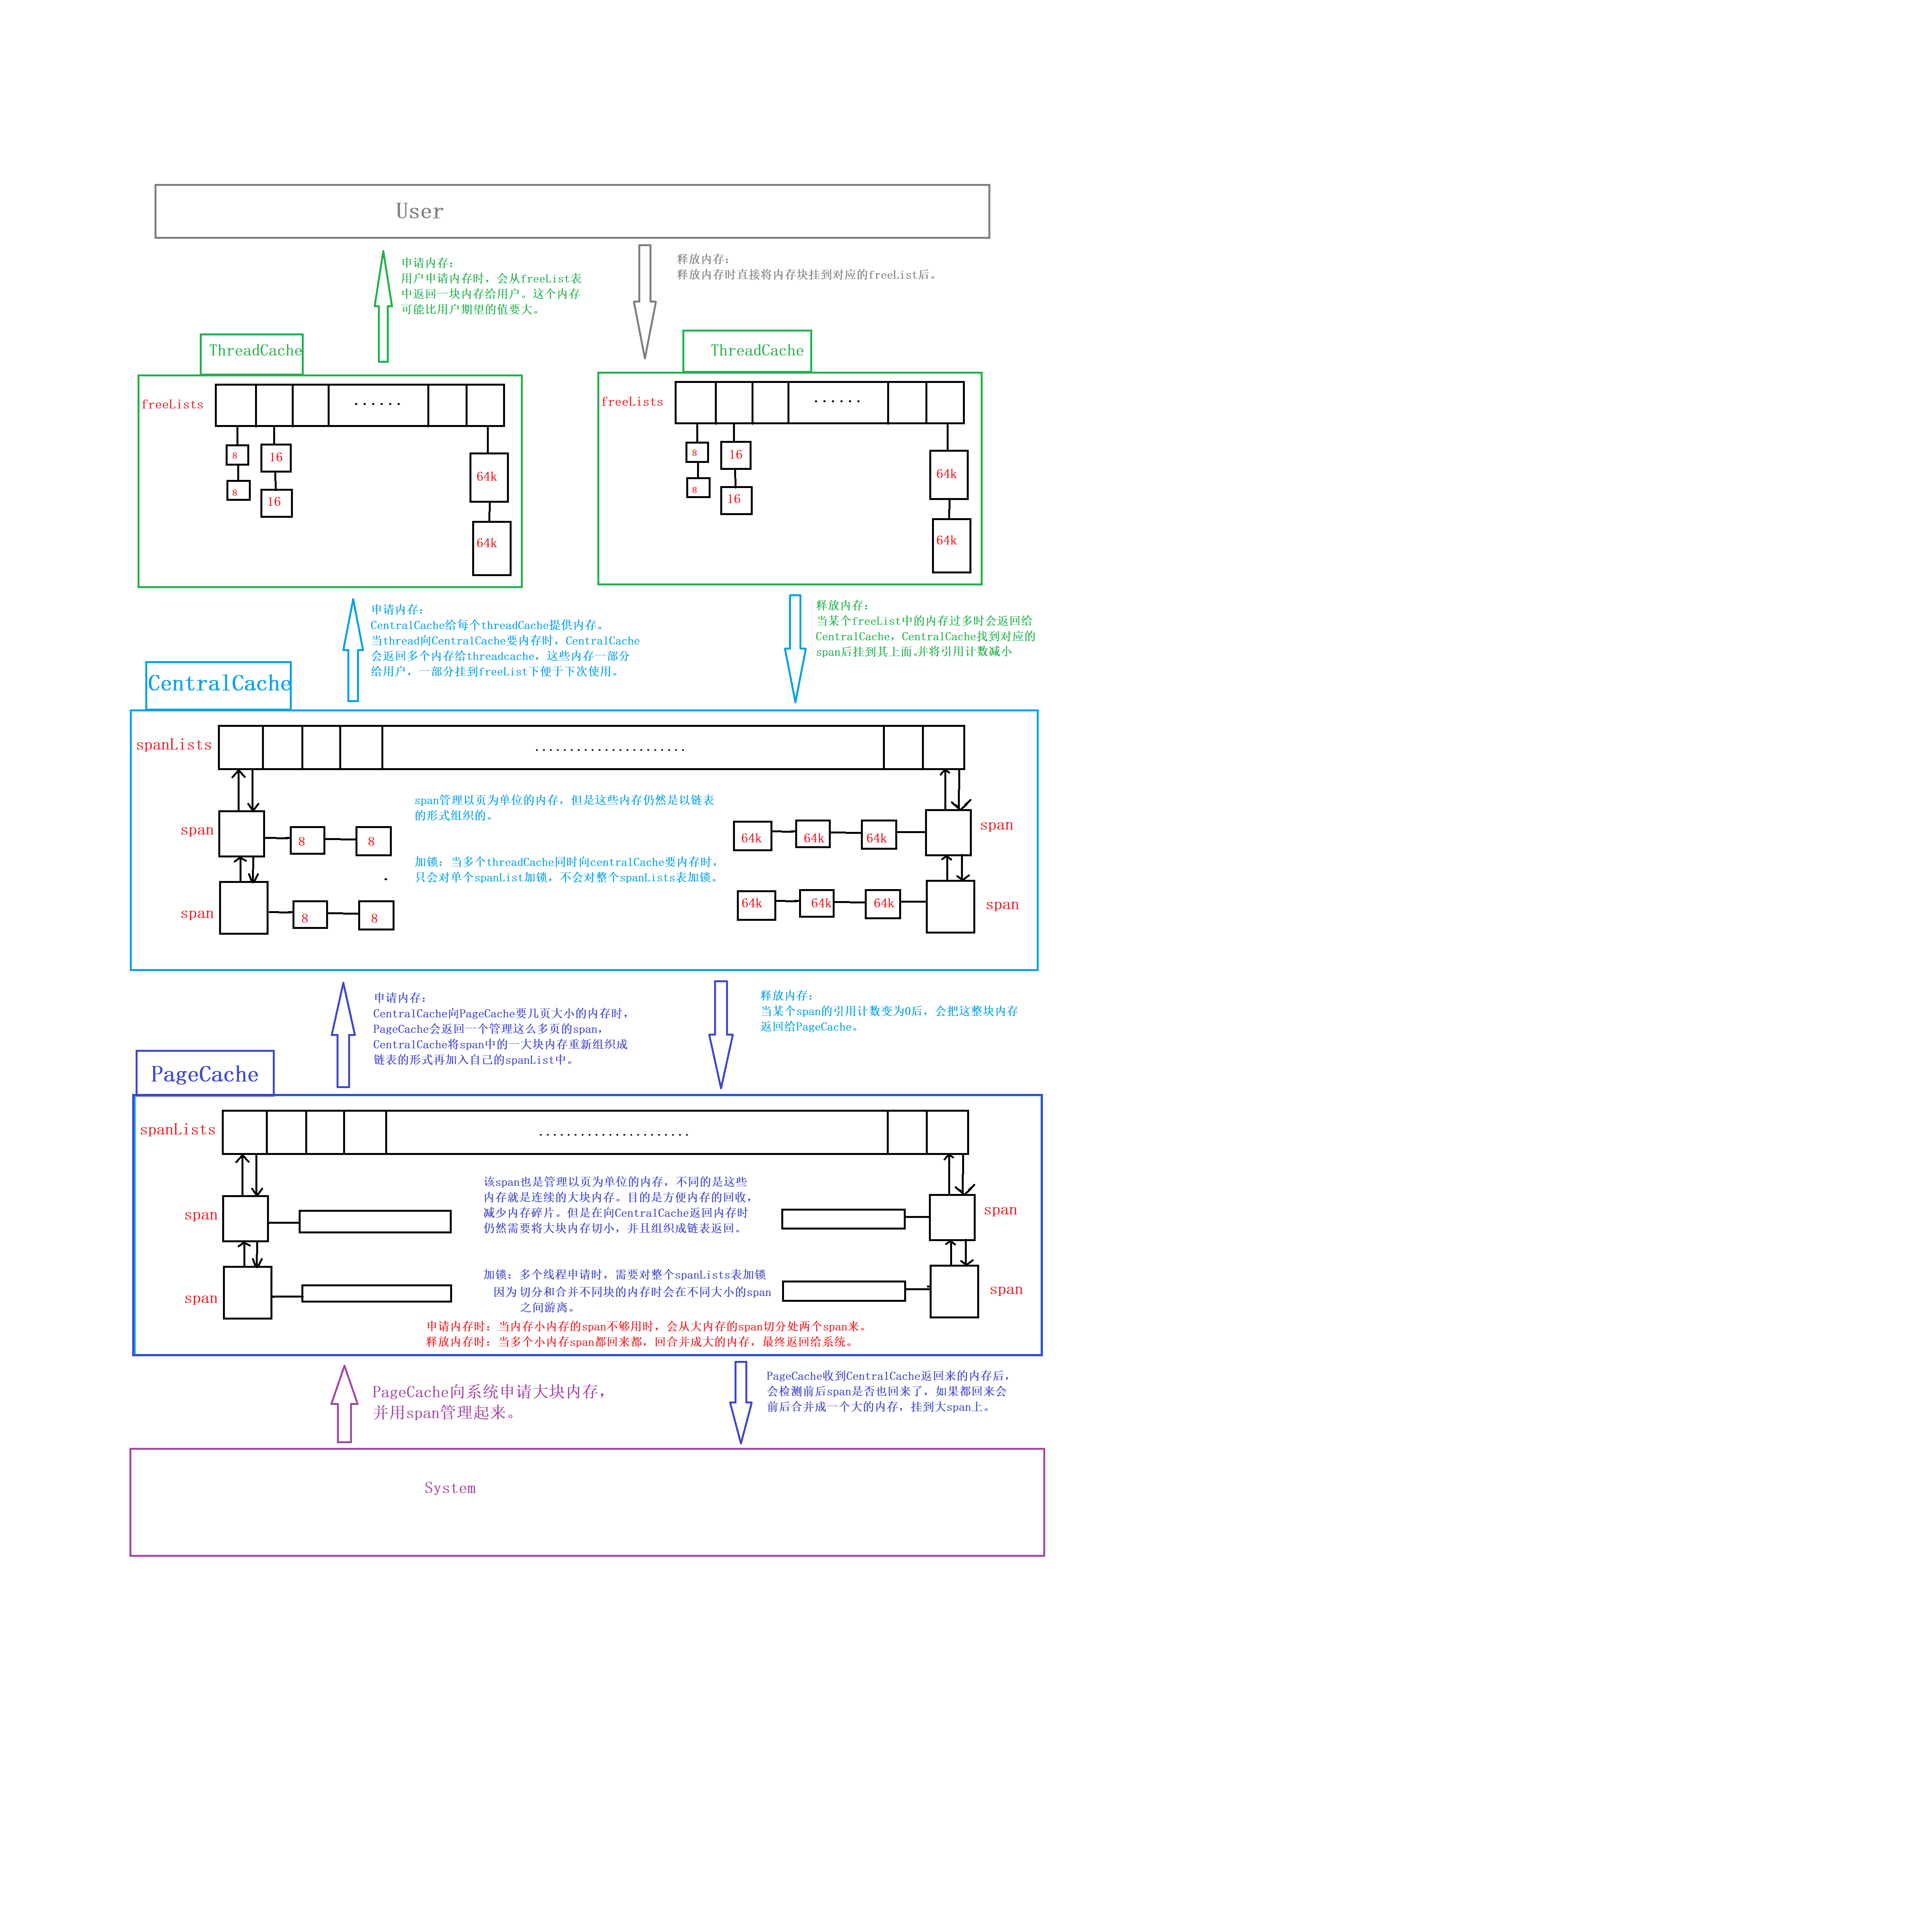 User
申请内存：
用户申请内存时，会从freeList表
中返回一块内存给用户。这个内存
可能比用户期望的值要大。
释放内存：
释放内存时直接将内存块挂到对应的freeList后。
ThreadCache
freeLists
······
8
16
64k
8
16
64k
ThreadCache
freeLists
······
8
16
64k
8
16
64k
申请内存：
CentralCache给每个threadCache提供内存。
当thread向CentralCache要内存时，CentralCache
会返回多个内存给threadcache，这些内存一部分
给用户，一部分挂到freeList下便于下次使用。
释放内存：
当某个freeList中的内存过多时会返回给
CentralCache，CentralCache找到对应的
span后挂到其上面。并将引用计数减小
CentralCache
spanLists
······················
span管理以页为单位的内存，但是这些内存仍然是以链表
的形式组织的。
span
8
8
64k
64k
64k
span
加锁：当多个threadCache同时向centralCache要内存时，
只会对单个spanList加锁，不会对整个spanLists表加锁。
span
8
8
64k
64k
64k
span
申请内存：
CentralCache向PageCache要几页大小的内存时，
PageCache会返回一个管理这么多页的span，
CentralCache将span中的一大块内存重新组织成
链表的形式再加入自己的spanList中。
释放内存：
当某个span的引用计数变为0后，会把这整块内存
返回给PageCache。
PageCache
spanLists
······················
该span也是管理以页为单位的内存，不同的是这些
内存就是连续的大块内存。目的是方便内存的回收，
减少内存碎片。但是在向CentralCache返回内存时
仍然需要将大块内存切小，并且组织成链表返回。
span
span
加锁：多个线程申请时，需要对整个spanLists表加锁
因为切分和合并不同块的内存时会在不同大小的span
之间游离。
span
span
申请内存时：当内存小内存的span不够用时，会从大内存的span切分处两个span来。
释放内存时：当多个小内存span都回来都，回合并成大的内存，最终返回给系统。
PageCache向系统申请大块内存，
并用span管理起来。
PageCache收到CentralCache返回来的内存后，
会检测前后span是否也回来了，如果都回来会
前后合并成一个大的内存，挂到大span上。
System